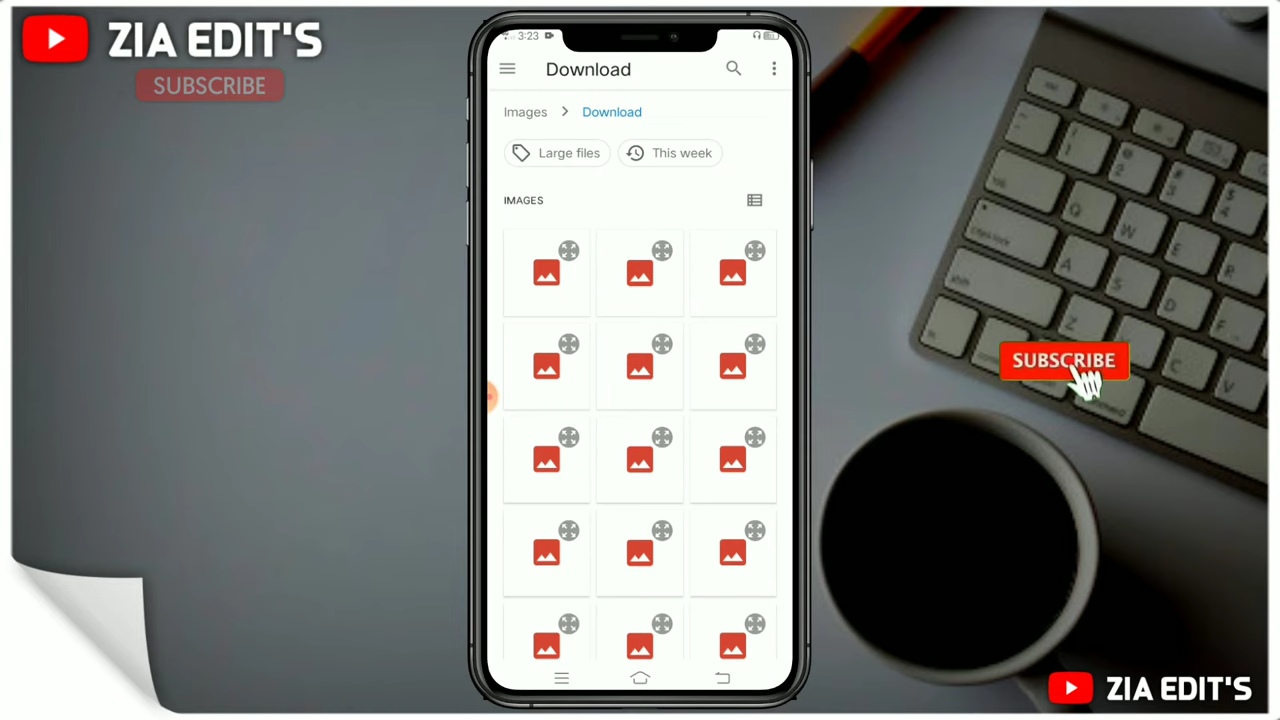 ZIA EDIT'S
SUBSCRIBE
3:23
Download
Images > Download
Large files
This week
IMAGES
SUBSCRIBE
ZIA EDIT'S